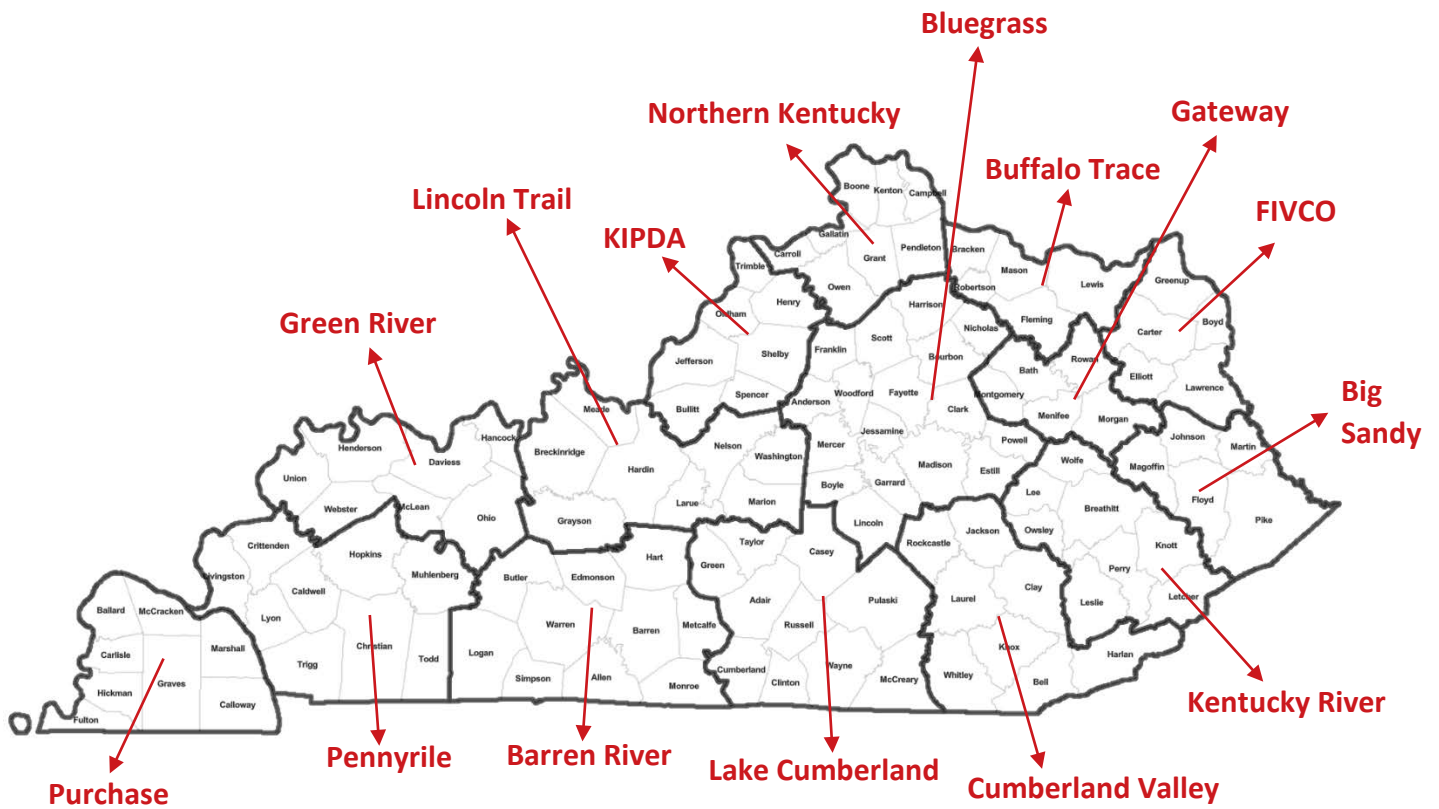 Bluegrass
Northern Kentucky
Gateway
Buffalo Trace
Lincoln Trail
FIVCO
KIPDA
Green River
Big
Sandy
Kentucky River
Pennyrile
Barren River
Lake Cumberland
Cumberland Valley
Purchase
Boone
Kenton
Campbell
Gallatin
Carroll
Grant
Pendleton
Owen
Bracken
Mason
Robertson
Lewis
Fleming
Greenup
Boyd
Carter
Elliott
Lawrence
Trimble
Henry
Oldham
Shelby
Jefferson
Spencer
Bullitt
Harrison
Nicholas
Scott
Franklin
Bourbon
Woodford
Fayette
Anderson
Clark
Jessamine
Mercer
Powell
Madison
Estill
Boyle
Garrard
Lincoln
Rowan
Bath
Montgomery
Menifee
Morgan
Johnson
Martin
Magoffin
Floyd
Pike
Wolfe
Lee
Breathitt
Owsley
Knott
Perry
Leslie
Letcher
Meade
Breckinridge
Hardin
Nelson
Washington
Larue
Marion
Grayson
Hancock
Henderson
Daviess
Union
Webster
McLean
Ohio
Crittenden
Livingston
Hopkins
Muhlenberg
Caldwell
Lyon
Trigg
Christian
Todd
Ballard
McCracken
Carlisle
Marshall
Hickman
Graves
Calloway
Fulton
Butler
Edmonson
Hart
Warren
Barren
Metcalfe
Logan
Simpson
Allen
Monroe
Taylor
Casey
Green
Adair
Pulaski
Russell
Cumberland
Clinton
Wayne
McCreary
Rockcastle
Jackson
Laurel
Clay
Knox
Whitley
Bell
Harlan